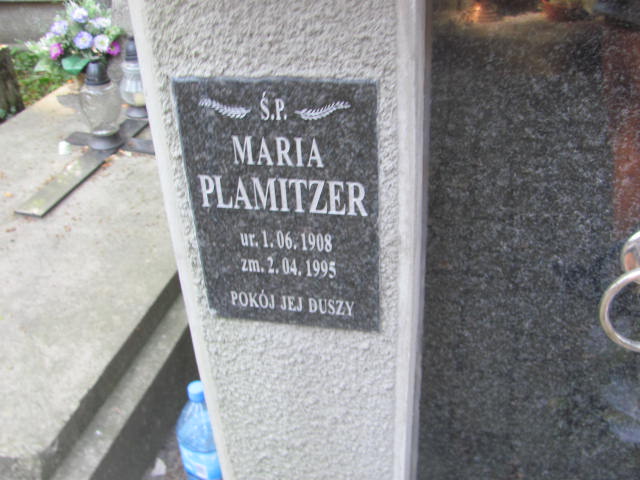 Ś.P.
MARIA
PLAMITZER
ur. 1. 06. 1908
zm. 2. 04. 1995
POKÓJ JEJ DUSZY